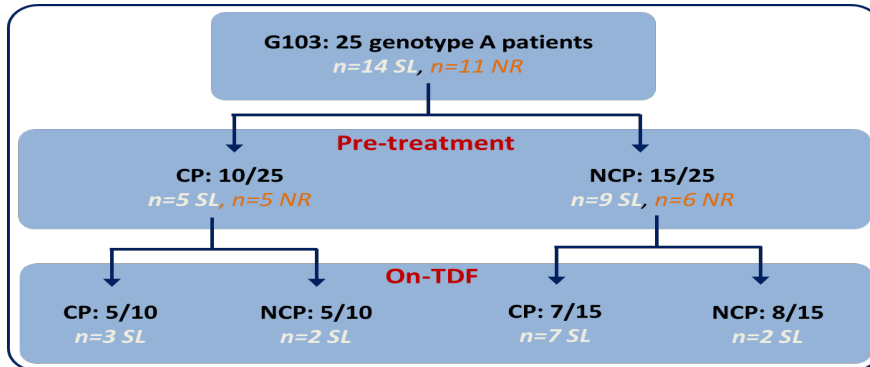 G103: 25 genotype A patients
n=14 SL, n=11 NR
Pre-treatment
CP: 10/25
n=5 SL, n=5 NR
NCP: 15/25
n=9 SL, n=6 NR
On-TDF
CP: 5/10
n=3 SL
NCP: 5/10
n=2 SL
CP: 7/15
n=7 SL
NCP: 8/15
n=2 SL